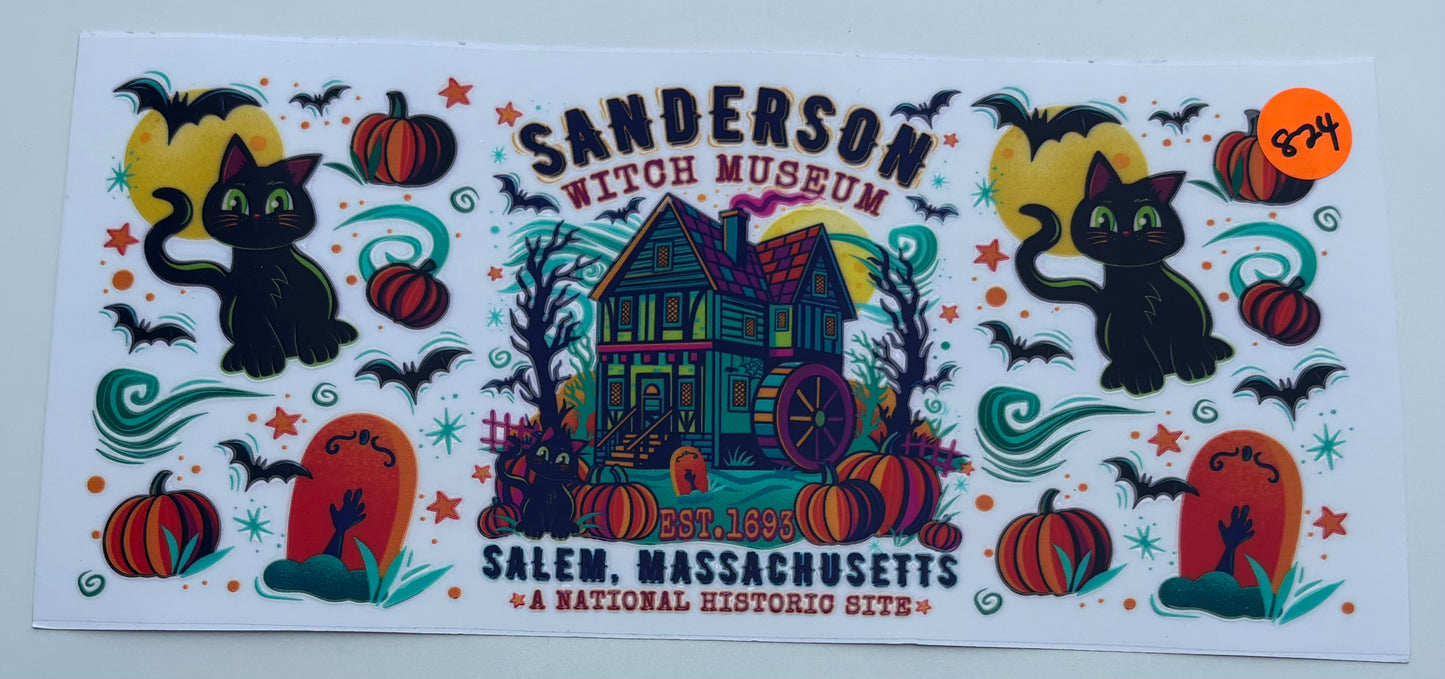 SANDERSON
WITCH MUSEUM
EST. 1693
SALEM, MASSACHUSETTS
A NATIONAL HISTORIC SITE
824